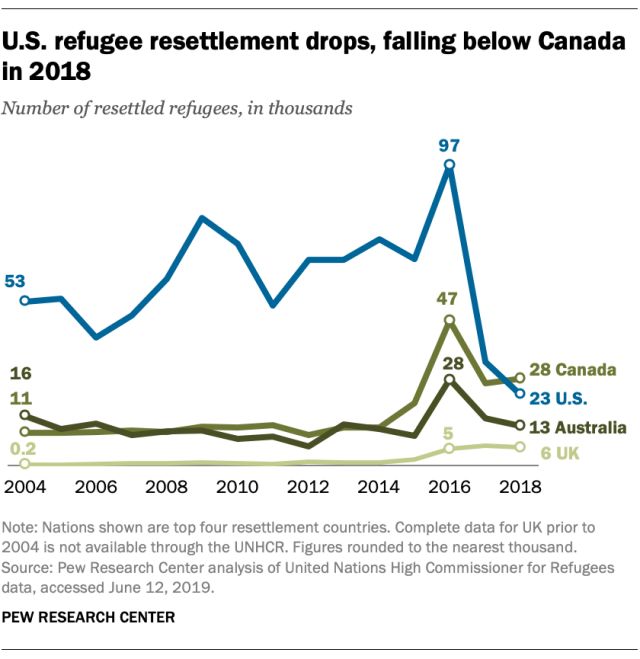 U.S. refugee resettlement drops, falling below Canada
in 2018
Number of resettled refugees, in thousands
97
53
47
16
28
28 Canada
11
23 U.S.
13 Australia
0.2
5
6 UK
2004 2006 2008 2010 2012 2014 2016 2018
Note: Nations shown are top four resettlement countries. Complete data for UK prior to
2004 is not available through the UNHCR. Figures rounded to the nearest thousand.
Source: Pew Research Center analysis of United Nations High Commissioner for Refugees
data, accessed June 12, 2019.
PEW RESEARCH CENTER